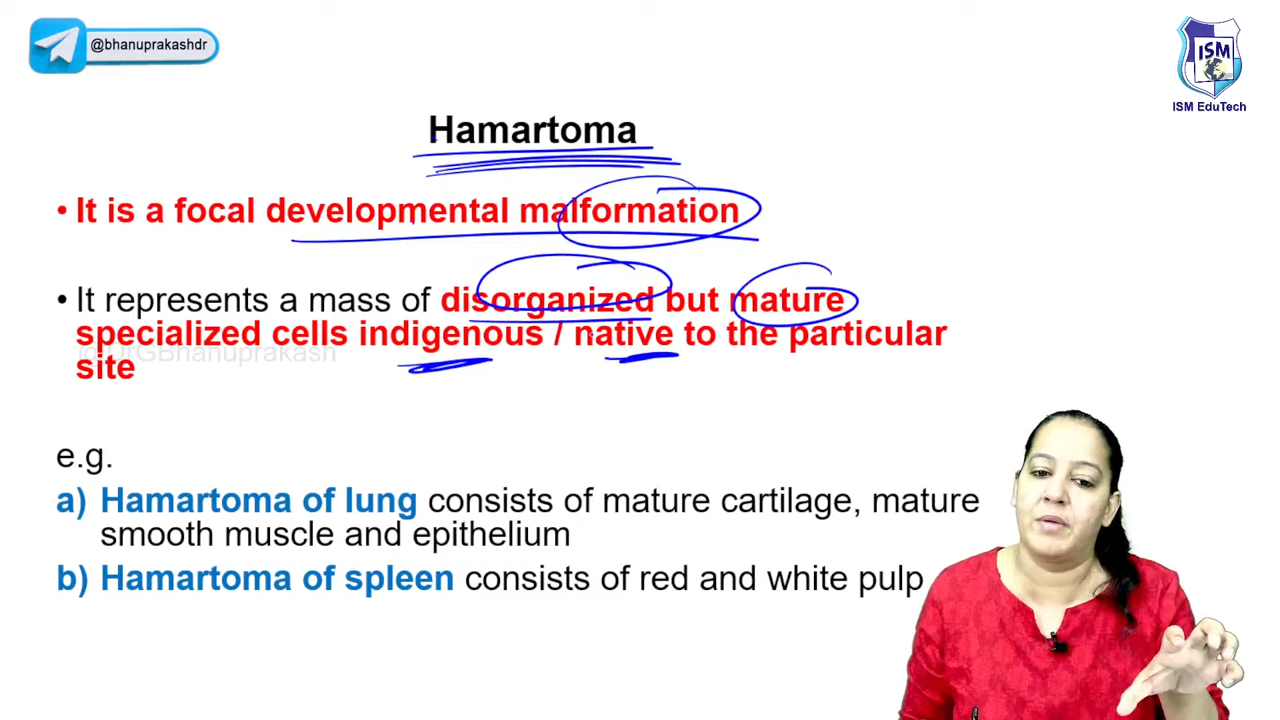 @bhanuprakashdr
ISM
ISM EduTech
Hamartoma
• It is a focal developmental malformation
• It represents a mass of disorganized but mature
specialized cells indigenous / native to the particular
DrGBhanuprakash
site
e.g.
a) Hamartoma of lung consists of mature cartilage, mature
smooth muscle and epithelium
b) Hamartoma of spleen consists of red and white pulp